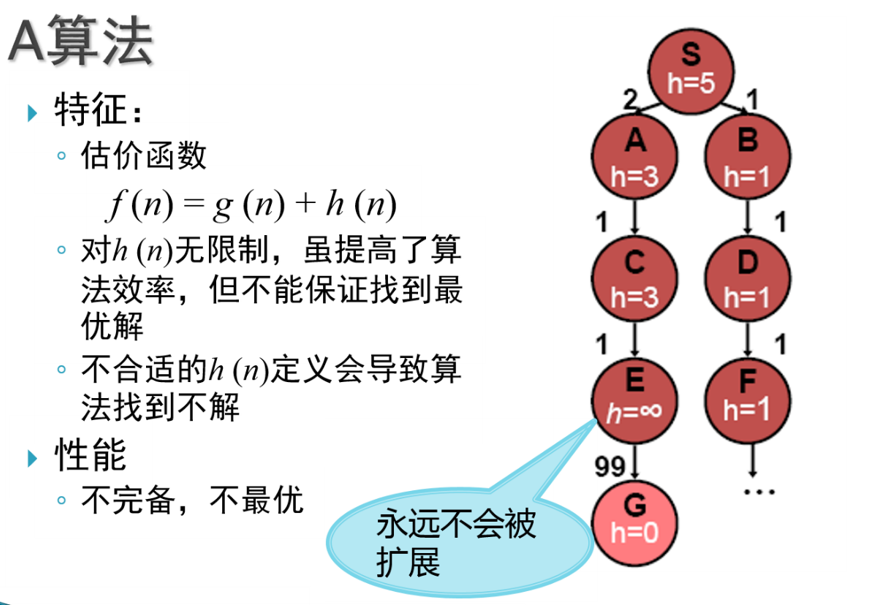 A算法
特征：
估价函数
f (n) = g (n) + h (n)
对h (n)无限制，虽提高了算
法效率，但不能保证找到最
优解
不合适的h (n)定义会导致算
法找到不解
性能
不完备，不最优
S
h=5
2
1
A
h=3
B
h=1
1
1
C
h=3
D
h=1
1
1
E
h=∞
F
h=1
99
...
G
h=0
永远不会被
扩展